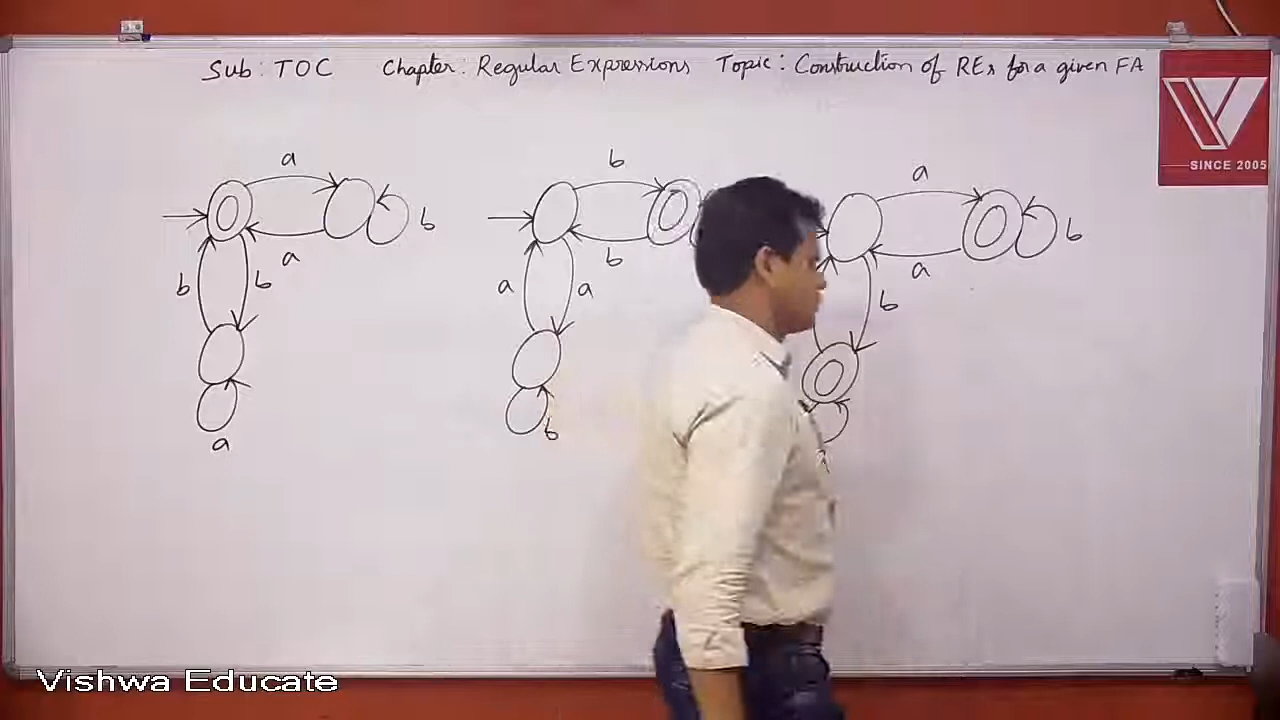 Sub : TOC Chapter : Regular Expressions Topic : Construction of REs for a given FA
SINCE 2005
a
b
a
b
b
a
b
b
a
a
b
a
b
a
b
Vishwa Educate